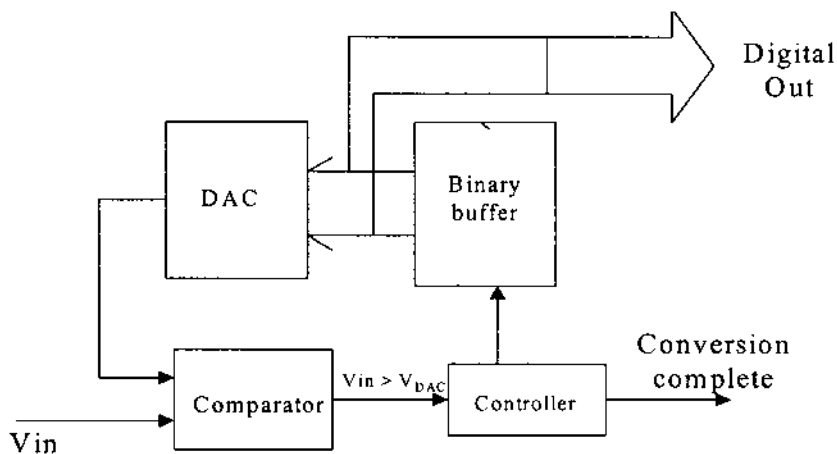 Digital
Out
DAC
Binary
buffer
Vin > VDAC
Conversion
complete
Comparator
Controller
Vin